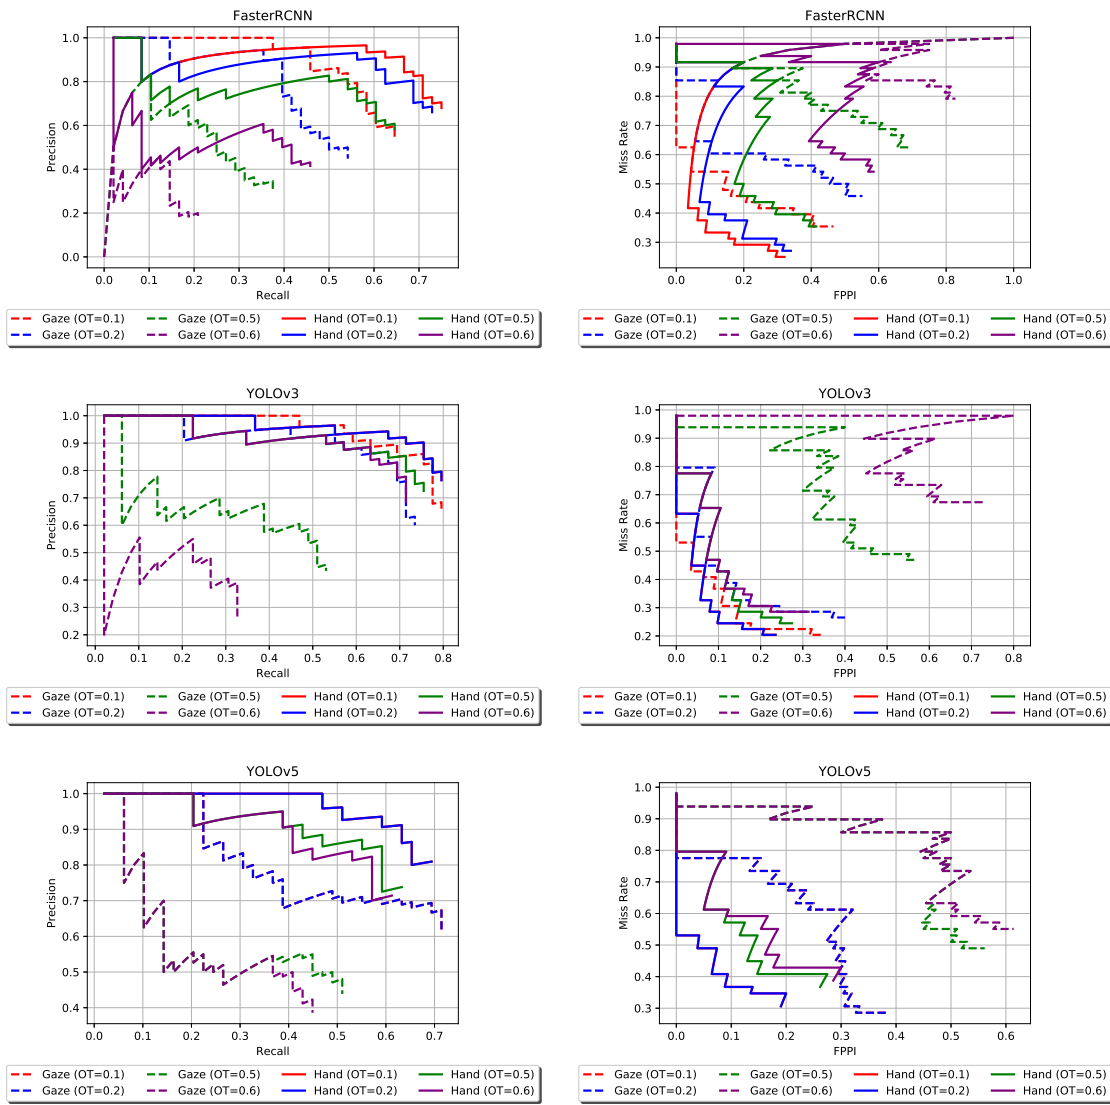 FasterRCNN
FasterRCNN
1.0
0.8
0.6
0.4
0.2
0.0
Precision
0.0 0.1 0.2 0.3 0.4 0.5 0.6 0.7
Recall
Gaze (OT=0.1) Gaze (OT=0.5) Hand (OT=0.1) Hand (OT=0.5)
Gaze (OT=0.2) Gaze (OT=0.6) Hand (OT=0.2) Hand (OT=0.6)
1.0
0.9
0.8
0.7
0.6
0.5
0.4
0.3
Miss Rate
0.0 0.2 0.4 0.6 0.8 1.0
FPPI
Gaze (OT=0.1) Gaze (OT=0.5) Hand (OT=0.1) Hand (OT=0.5)
Gaze (OT=0.2) Gaze (OT=0.6) Hand (OT=0.2) Hand (OT=0.6)
YOLOv3
YOLOv3
1.0
0.9
0.8
0.7
0.6
0.5
0.4
0.3
0.2
Precision
0.0 0.1 0.2 0.3 0.4 0.5 0.6 0.7 0.8
Recall
Gaze (OT=0.1) Gaze (OT=0.5) Hand (OT=0.1) Hand (OT=0.5)
Gaze (OT=0.2) Gaze (OT=0.6) Hand (OT=0.2) Hand (OT=0.6)
1.0
0.9
0.8
0.7
0.6
0.5
0.4
0.3
0.2
Miss Rate
0.0 0.1 0.2 0.3 0.4 0.5 0.6 0.7 0.8
FPPI
Gaze (OT=0.1) Gaze (OT=0.5) Hand (OT=0.1) Hand (OT=0.5)
Gaze (OT=0.2) Gaze (OT=0.6) Hand (OT=0.2) Hand (OT=0.6)
YOLOv5
YOLOv5
1.0
0.9
0.8
0.7
0.6
0.5
0.4
Precision
0.0 0.1 0.2 0.3 0.4 0.5 0.6 0.7
Recall
Gaze (OT=0.1) Gaze (OT=0.5) Hand (OT=0.1) Hand (OT=0.5)
Gaze (OT=0.2) Gaze (OT=0.6) Hand (OT=0.2) Hand (OT=0.6)
1.0
0.9
0.8
0.7
0.6
0.5
0.4
0.3
Miss Rate
0.0 0.1 0.2 0.3 0.4 0.5 0.6
FPPI
Gaze (OT=0.1) Gaze (OT=0.5) Hand (OT=0.1) Hand (OT=0.5)
Gaze (OT=0.2) Gaze (OT=0.6) Hand (OT=0.2) Hand (OT=0.6)